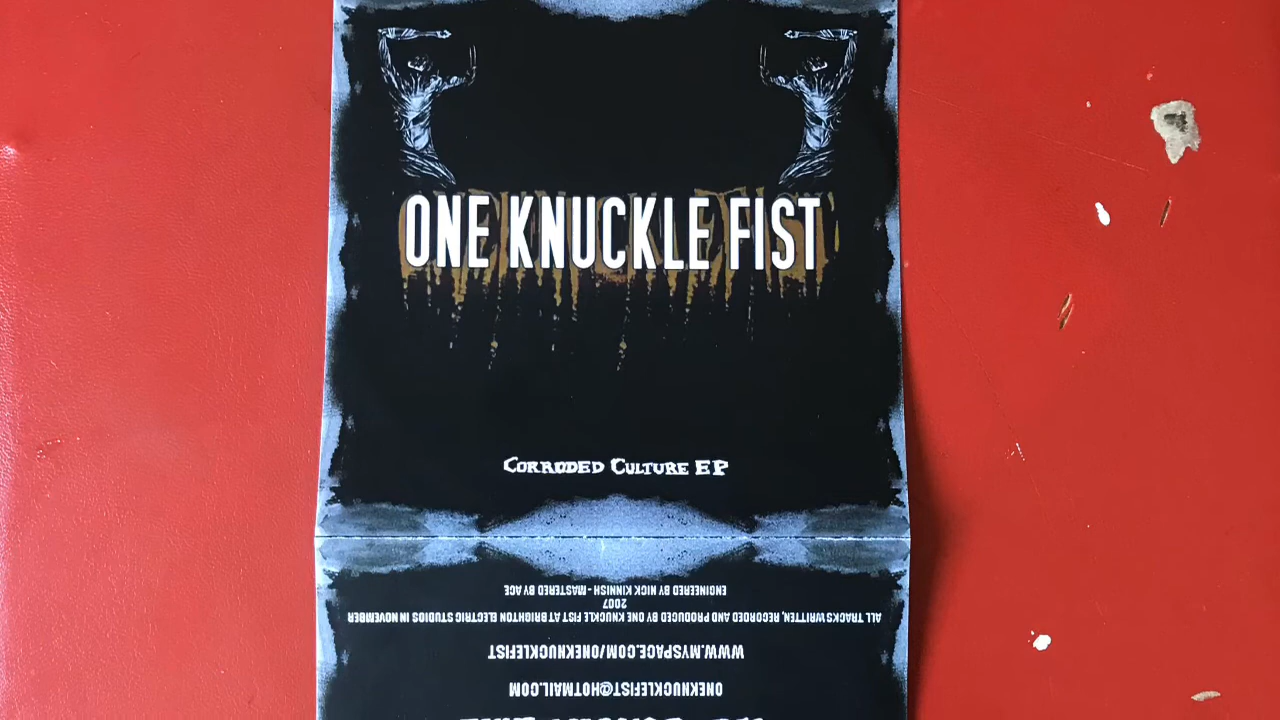 ONE KNUCKLE FIST
CORRODED CULTURE EP
ONEKNUCKLEFIST@HOTMAIL.COM
WWW.MYSPACE.COM/ONEKNUCKLEFIST
ALL TRACKS WRITTEN, RECORDED AND PRODUCED BY ONE KNUCKLE FIST AT BRIGHTON ELECTRIC STUDIOS IN NOVEMBER
2007
ENGINEERED BY NICK KINNISH - MASTERED BY ACE